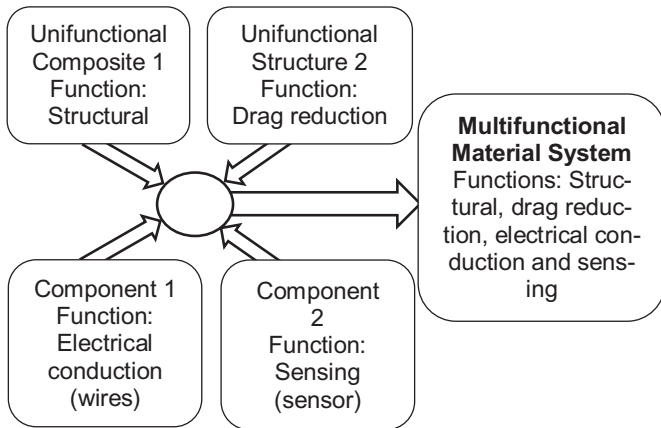 Unifunctional
Composite 1
Function:
Structural
Unifunctional
Structure 2
Function:
Drag reduction
Multifunctional
Material System
Functions: Struc-
tural, drag reduc-
tion, electrical con-
duction and sens-
ing
Component 1
Function:
Electrical
conduction
(wires)
Component
2
Function:
Sensing
(sensor)